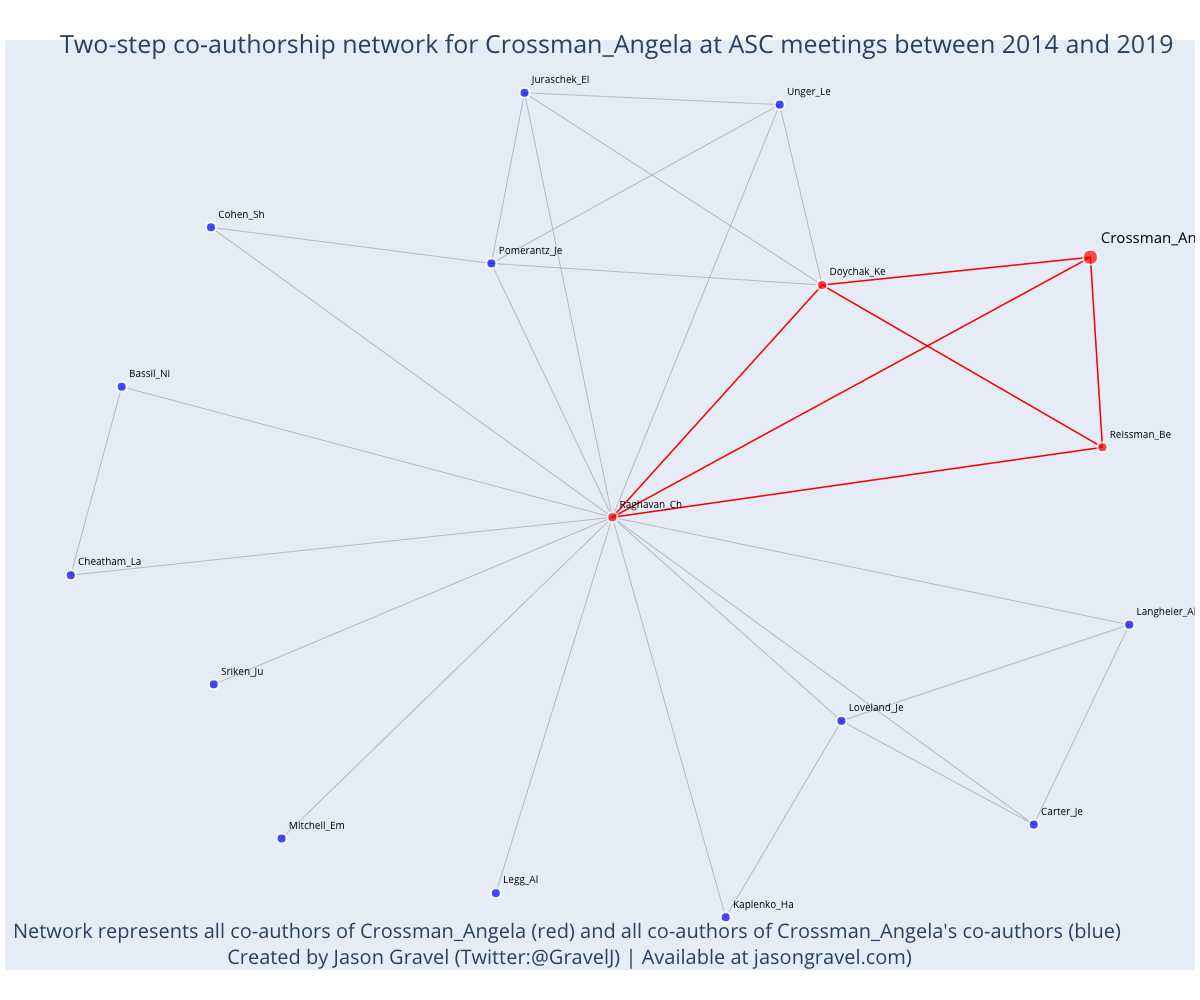 Two-step co-authorship network for Crossman_Angela at ASC meetings between 2014 and 2019
Juraschek_El
Unger_Le
Cohen_Sh
Crossman_An
Pomerantz_Je
Doychak_Ke
Bassil_Ni
Reissman_Be
Raghavan_Ch
Cheatham_La
Langheier_Al
Sriken_Ju
Loveland_Je
Carter_Je
Mitchell_Em
Legg_Al
Kaplenko_Ha
Network represents all co-authors of Crossman_Angela (red) and all co-authors of Crossman_Angela's co-authors (blue)
Created by Jason Gravel (Twitter:@GravelJ) | Available at jasongravel.com)